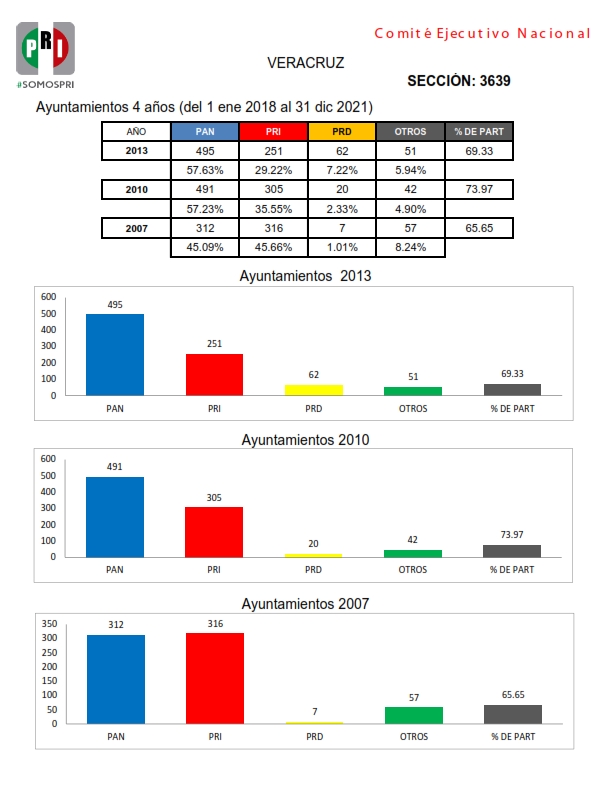 Comité Ejecutivo Nacional
PRI
#SOMOSPRI
VERACRUZ
SECCIÓN: 3639
Ayuntamientos 4 años (del 1 ene 2018 al 31 dic 2021)
AÑO PAN PRI PRD OTROS % DE PART
2013 495 251 62 51 69.33
57.63% 29.22% 7.22% 5.94%
2010 491 305 20 42 73.97
57.23% 35.55% 2.33% 4.90%
2007 312 316 7 57 65.65
45.09% 45.66% 1.01% 8.24%
Ayuntamientos 2013
600
500
400
300
200
100
0
495
251
62
51
69.33
PAN PRI PRD OTROS % DE PART
Ayuntamientos 2010
600
500
400
300
200
100
0
491
305
20
42
73.97
PAN PRI PRD OTROS % DE PART
Ayuntamientos 2007
350
300
250
200
150
100
50
0
312
316
7
57
65.65
PAN PRI PRD OTROS % DE PART